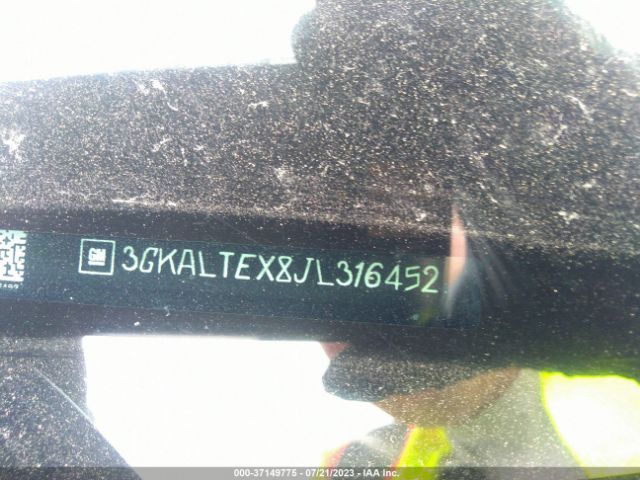 GM 3GKALTEX8JL316452
000-37149775 - 07/21/2023 - IAA Inc.